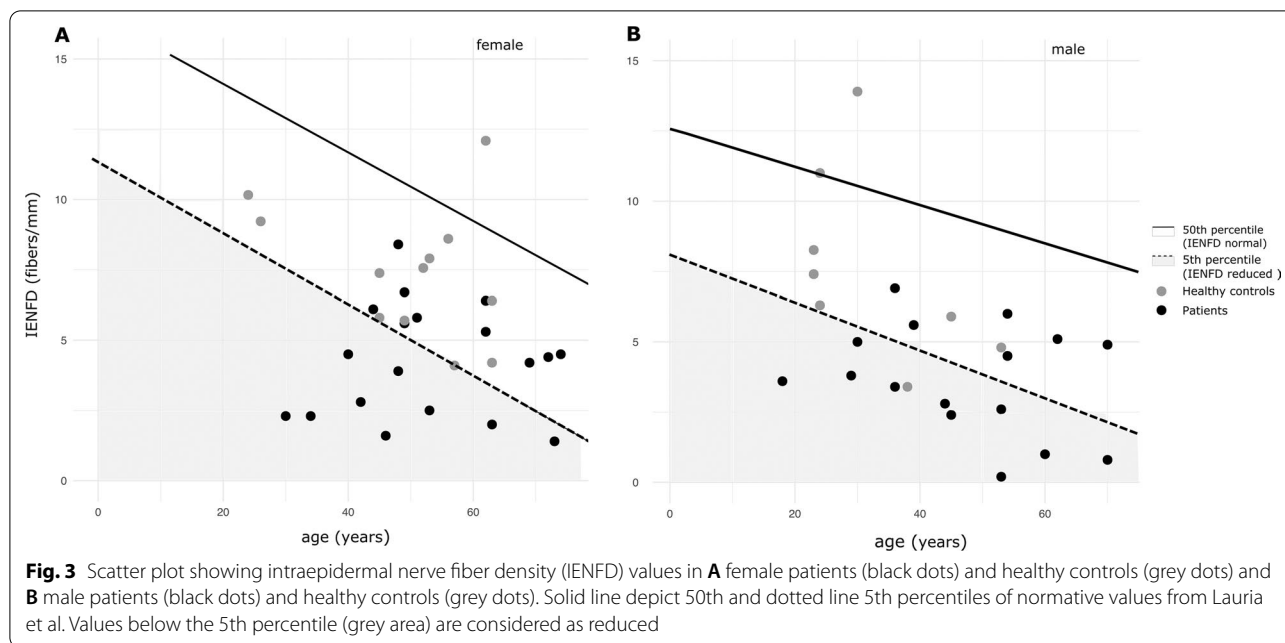 A
female
15
10
5
0
IENFD (fibers/mm)
0 20 40 60
age (years)
B
male
15
10
5
0
0 20 40 60
age (years)
50th percentile
(IENFD normal)
5th percentile
(IENFD reduced )
Healthy controls
Patients
Fig. 3 Scatter plot showing intraepidermal nerve fiber density (IENFD) values in A female patients (black dots) and healthy controls (grey dots) and
B male patients (black dots) and healthy controls (grey dots). Solid line depict 50th and dotted line 5th percentiles of normative values from Lauria
et al. Values below the 5th percentile (grey area) are considered as reduced